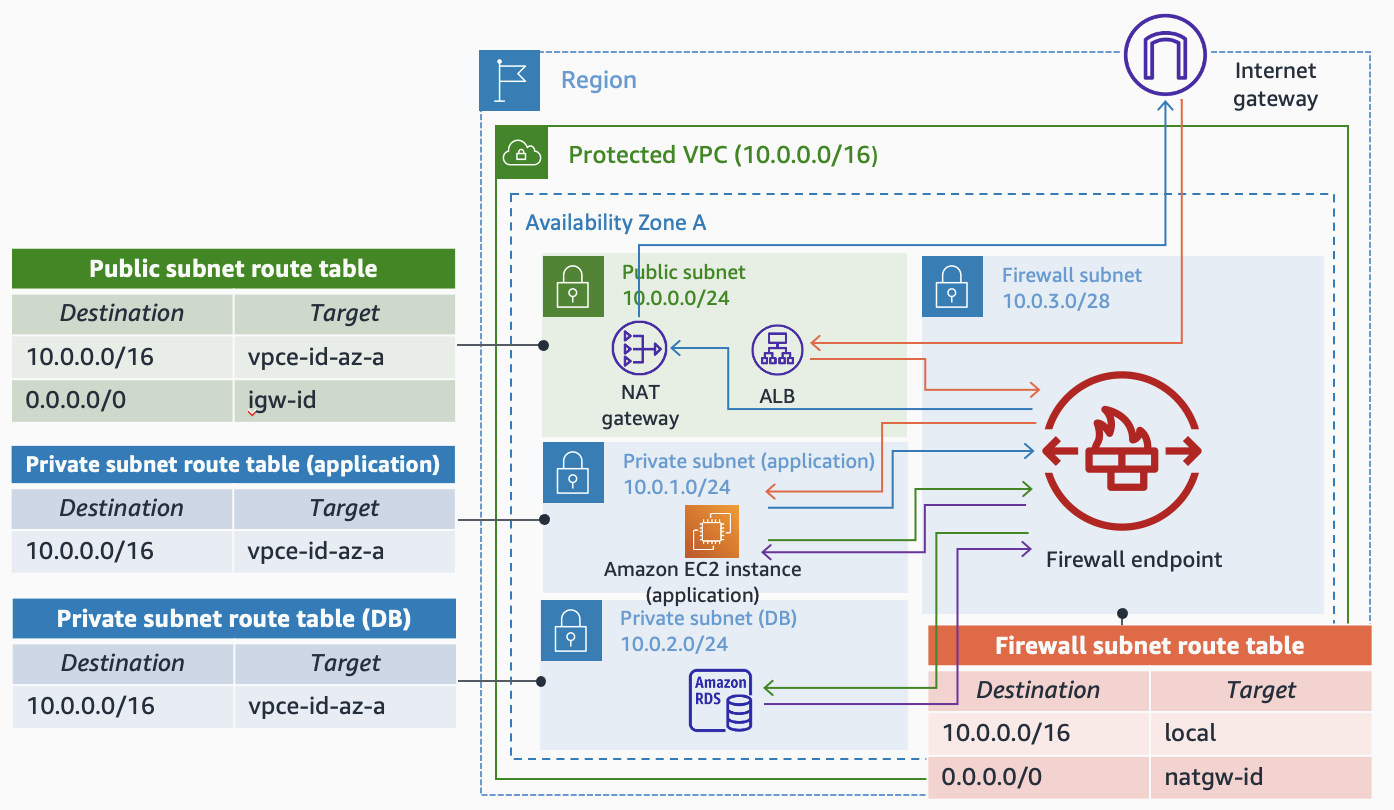 Internet
gateway
Region
Protected VPC (10.0.0.0/16)
Availability Zone A
Public subnet
10.0.0.0/24
NAT
gateway
ALB
Firewall subnet
10.0.3.0/28
Firewall endpoint
Private subnet (application)
10.0.1.0/24
Amazon EC2 instance
(application)
Private subnet (DB)
10.0.2.0/24
Amazon
RDS
Public subnet route table
Destination Target
10.0.0.0/16 vpce-id-az-a
0.0.0.0/0 igw-id
Private subnet route table (application)
Destination Target
10.0.0.0/16 vpce-id-az-a
Private subnet route table (DB)
Destination Target
10.0.0.0/16 vpce-id-az-a
Firewall subnet route table
Destination Target
10.0.0.0/16 local
0.0.0.0/0 natgw-id